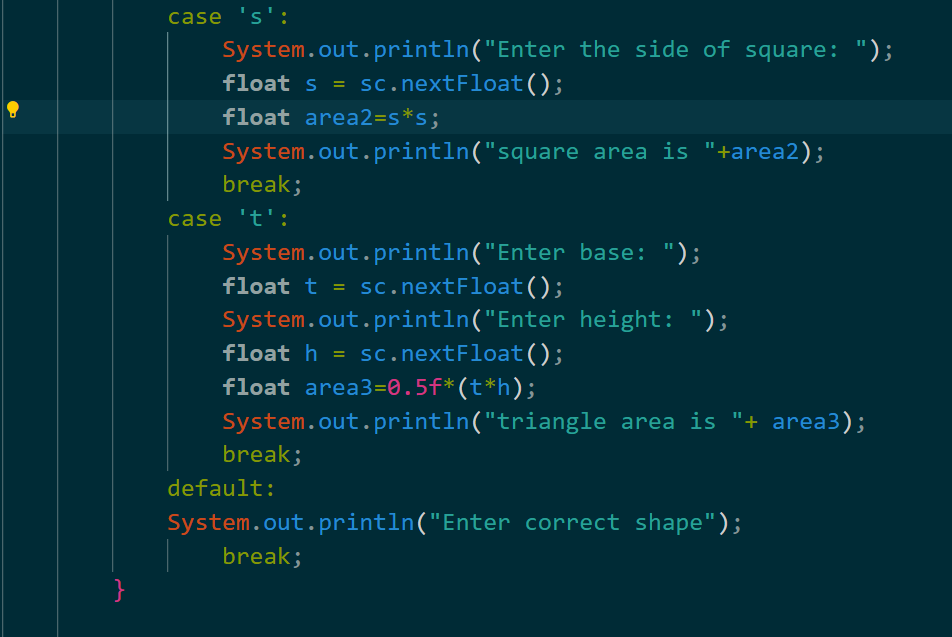 case 's':
System.out.println("Enter the side of square: ");
float s = sc.nextFloat();
float area2=s*s;
System.out.println("square area is "+area2);
break;
case 't':
System.out.println("Enter base: ");
float t = sc.nextFloat();
System.out.println("Enter height: ");
float h = sc.nextFloat();
float area3=0.5f*(t*h);
System.out.println("triangle area is "+ area3);
break;
default:
System.out.println("Enter correct shape");
break;
}